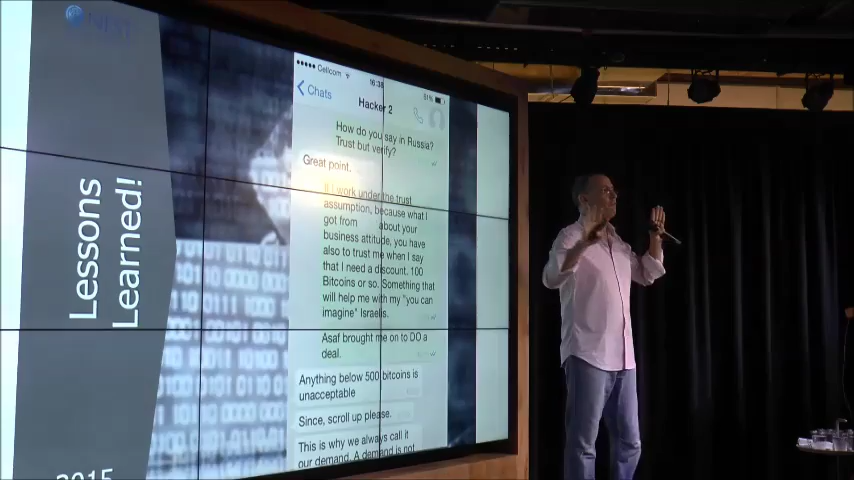 NEST
Lessons
Learned!
2015
Cellcom
16:38
81%
Chats
Hacker 2
How do you say in Russia?
Trust but verify?
Great point.
If I work under the trust
assumption, because what I
got from about your
business attitude, you have
also to trust me when I say
that I need a discount. 100
Bitcoins or so. Something that
will help me with my "you can
imagine" Israelis.
Asaf brought me on to DO a
deal.
Anything below 500 bitcoins is
unacceptable
Since, scroll up please.
This is why we always call it
our demand. A demand is not